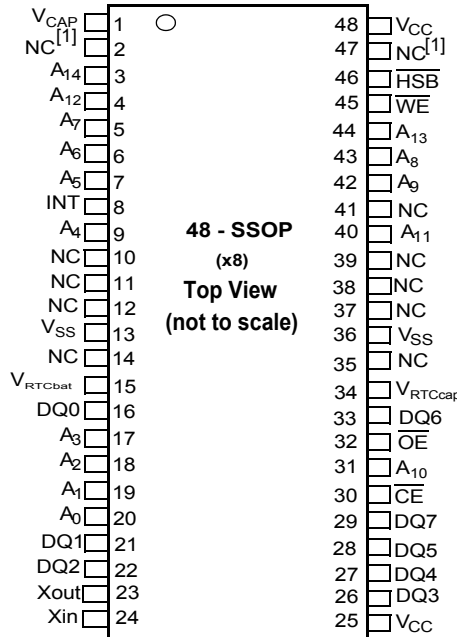 V_CAP 1 48 V_CC
NC[1] 2 47 NC[1]
A14 3 46 HSB
A12 4 45 WE
A7 5 44 A13
A6 6 43 A8
A5 7 42 A9
INT 8 41 NC
A4 9 48 - SSOP 40 A11
NC 10 (x8) 39 NC
NC 11 Top View 38 NC
NC 12 (not to scale) 37 NC
VSS 13 36 VSS
NC 14 35 NC
VRTCbat 15 34 VRTCcap
DQ0 16 33 DQ6
A3 17 32 OE
A2 18 31 A10
A1 19 30 CE
A0 20 29 DQ7
DQ1 21 28 DQ5
DQ2 22 27 DQ4
Xout 23 26 DQ3
Xin 24 25 VCC